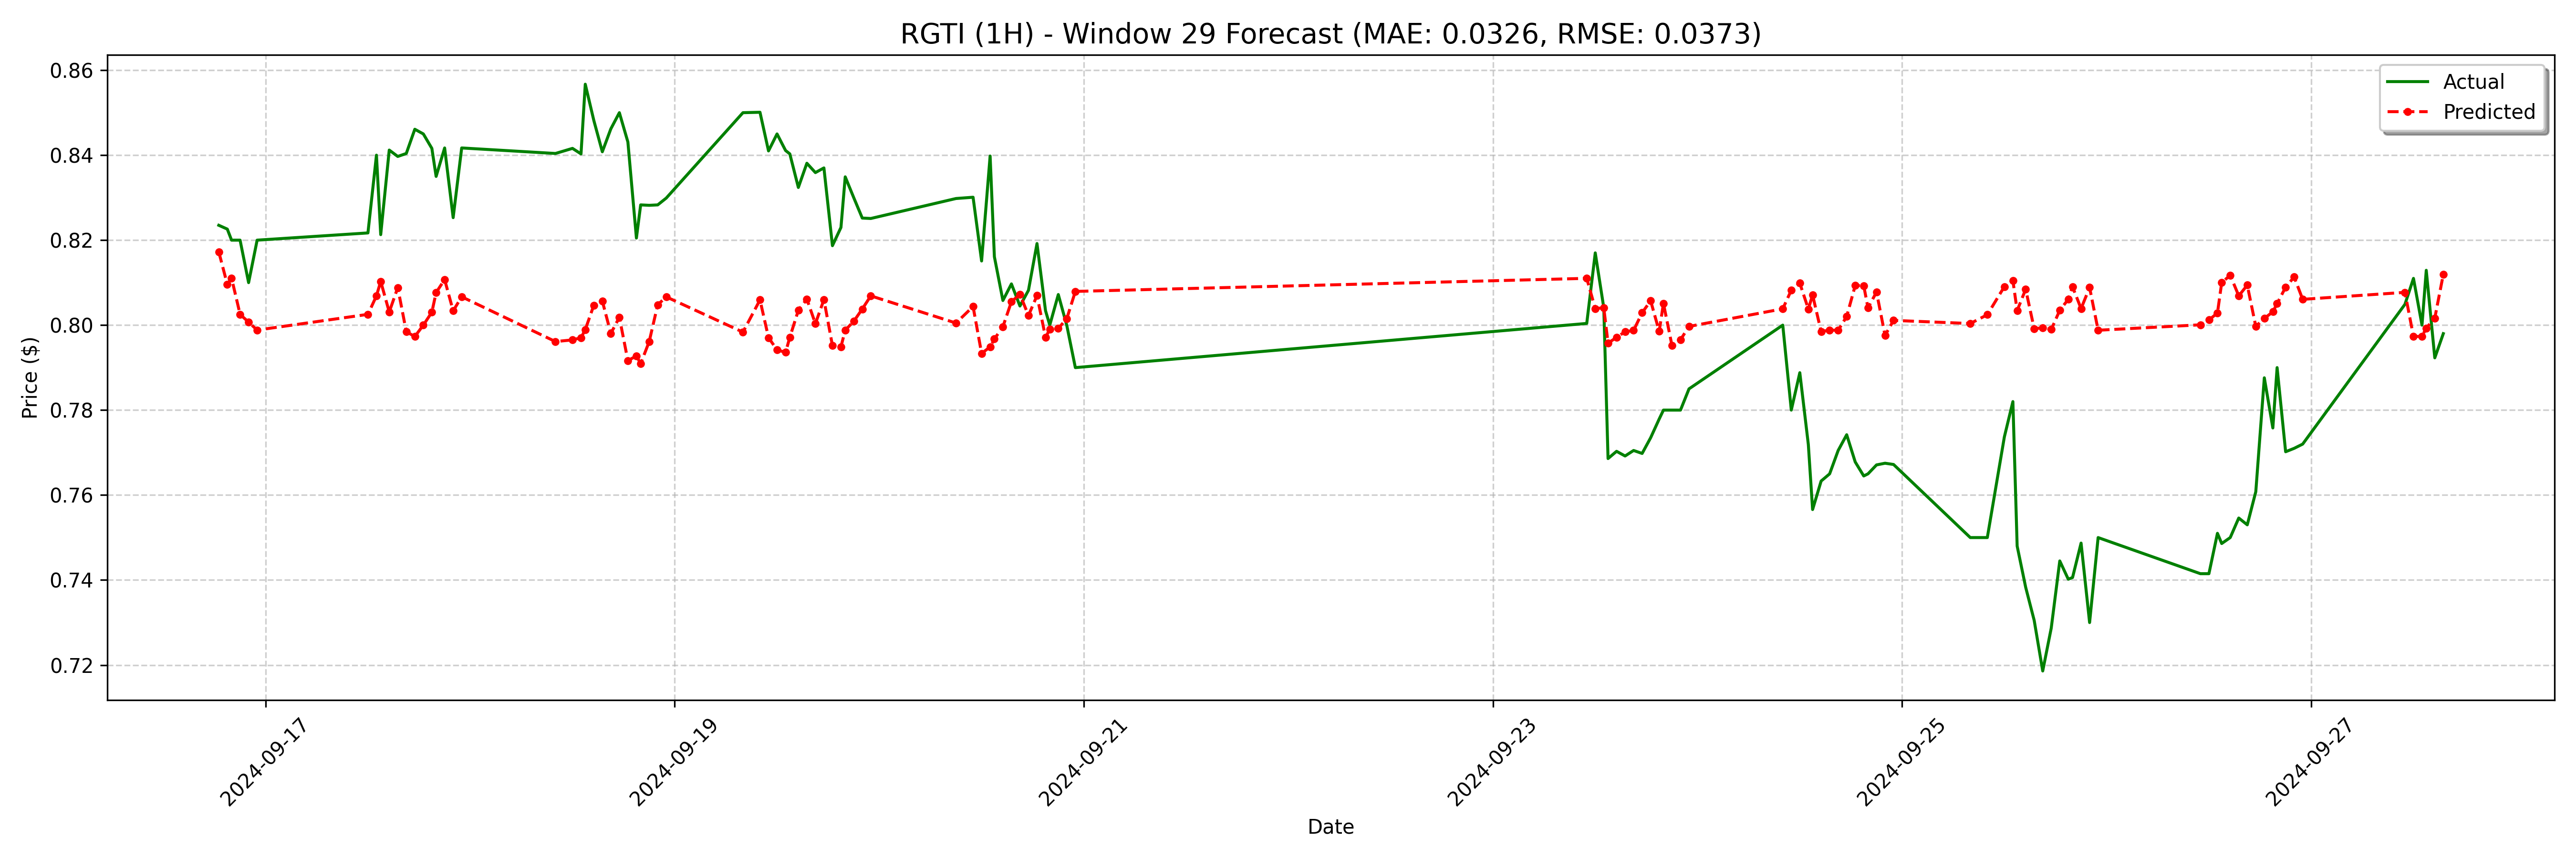 RGTI (1H) - Window 29 Forecast (MAE: 0.0326, RMSE: 0.0373)
Actual
Predicted
Price ($)
0.86
0.84
0.82
0.80
0.78
0.76
0.74
0.72
2024-09-17
2024-09-19
2024-09-21
2024-09-23
2024-09-25
2024-09-27
Date